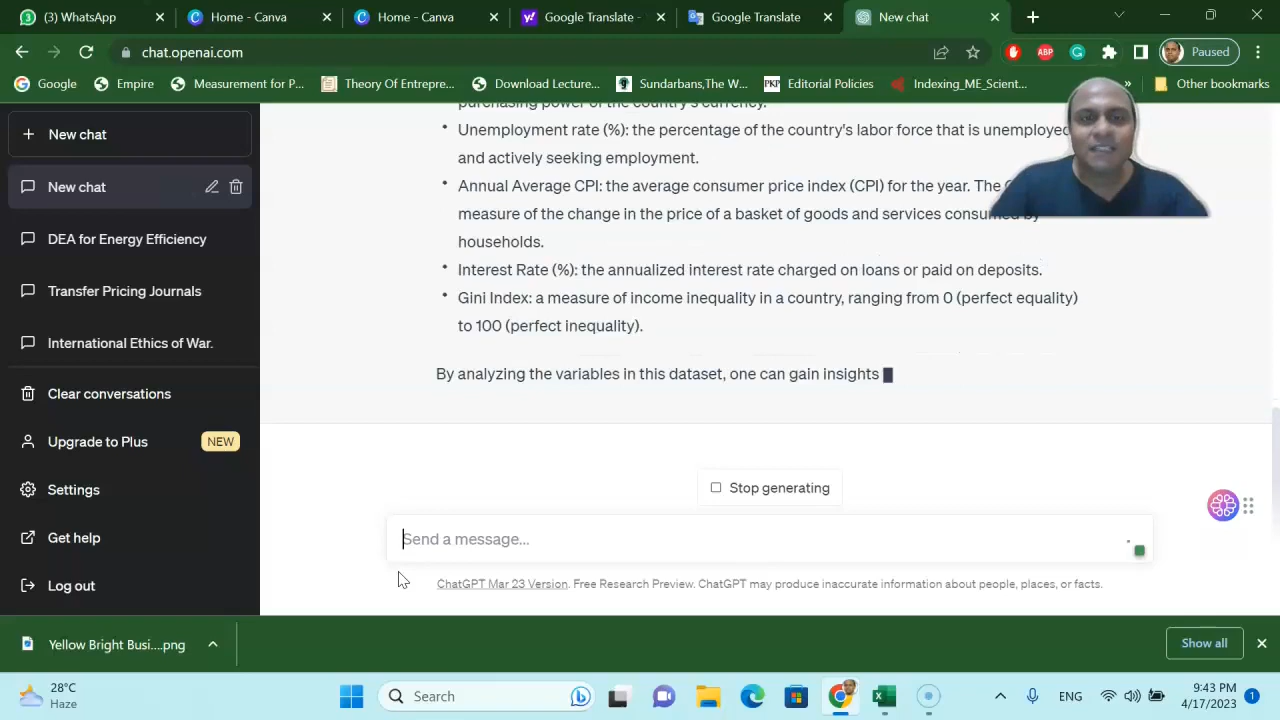 WhatsApp
Home - Canva
Home - Canva
Google Translate -
Google Translate
New chat
chat.openai.com
ABP
Paused
Google
Empire
Measurement for P...
Theory Of Entrepre...
Download Lecture...
Sundarbans,The W...
PKP
Editorial Policies
Indexing_ME_Scient...
»
Other bookmarks
New chat
New chat
DEA for Energy Efficiency
Transfer Pricing Journals
International Ethics of War.
Clear conversations
Upgrade to Plus
NEW
Settings
Get help
Log out
purchasing power of the country's currency.
• Unemployment rate (%): the percentage of the country's labor force that is unemployed
and actively seeking employment.
• Annual Average CPI: the average consumer price index (CPI) for the year. The
measure of the change in the price of a basket of goods and services consumed by
households.
• Interest Rate (%): the annualized interest rate charged on loans or paid on deposits.
• Gini Index: a measure of income inequality in a country, ranging from 0 (perfect equality)
to 100 (perfect inequality).
By analyzing the variables in this dataset, one can gain insights
Stop generating
Send a message...
ChatGPT Mar 23 Version. Free Research Preview. ChatGPT may produce inaccurate information about people, places, or facts.
Yellow Bright Busi....png
Show all
28°C
Haze
Search
ENG
9:43 PM
4/17/2023
1